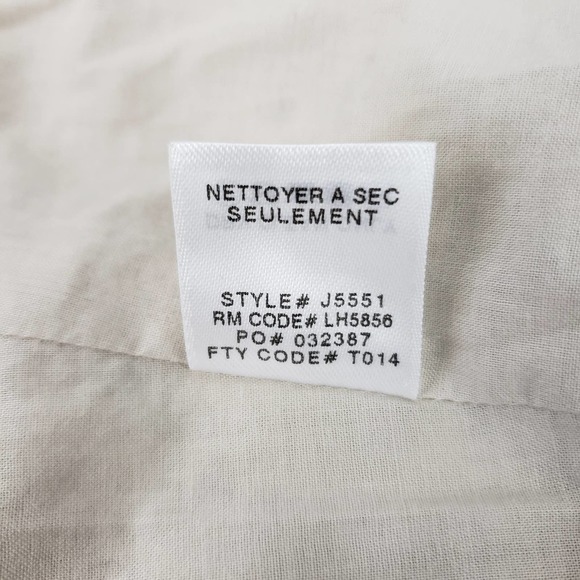 NETTOYER A SEC
SEULEMENT
STYLE# J5551
RM CODE# LH5856
PO# 032387
FTY CODE# T014